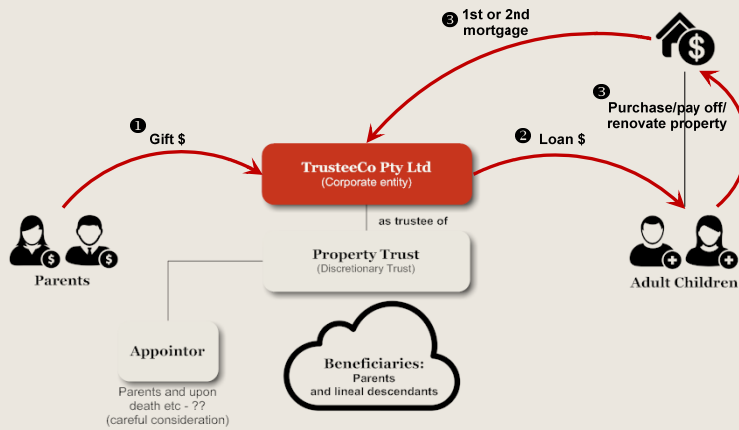 ❸ 1st or 2nd
mortgage
❸
Purchase/pay off/
renovate property
❶
Gift $
❷ Loan $
TrusteeCo Pty Ltd
(Corporate entity)
as trustee of
Property Trust
(Discretionary Trust)
Parents
Adult Children
Appointor
Parents and upon
death etc - ??
(careful consideration)
Beneficiaries:
Parents
and lineal descendants